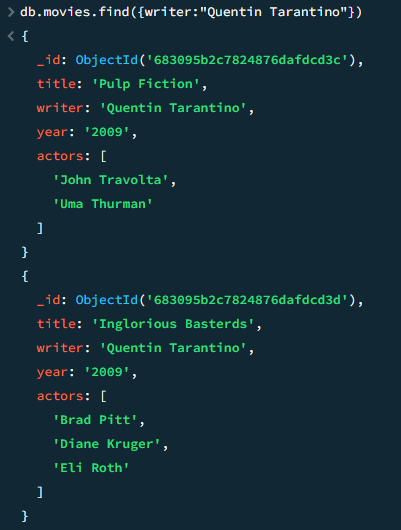 > db.movies.find({writer:"Quentin Tarantino"})
< {
_id: ObjectId('683095b2c7824876dafdcd3c'),
title: 'Pulp Fiction',
writer: 'Quentin Tarantino',
year: '2009',
actors: [
'John Travolta',
'Uma Thurman'
]
}
{
_id: ObjectId('683095b2c7824876dafdcd3d'),
title: 'Inglorious Basterds',
writer: 'Quentin Tarantino',
year: '2009',
actors: [
'Brad Pitt',
'Diane Kruger',
'Eli Roth'
]
}